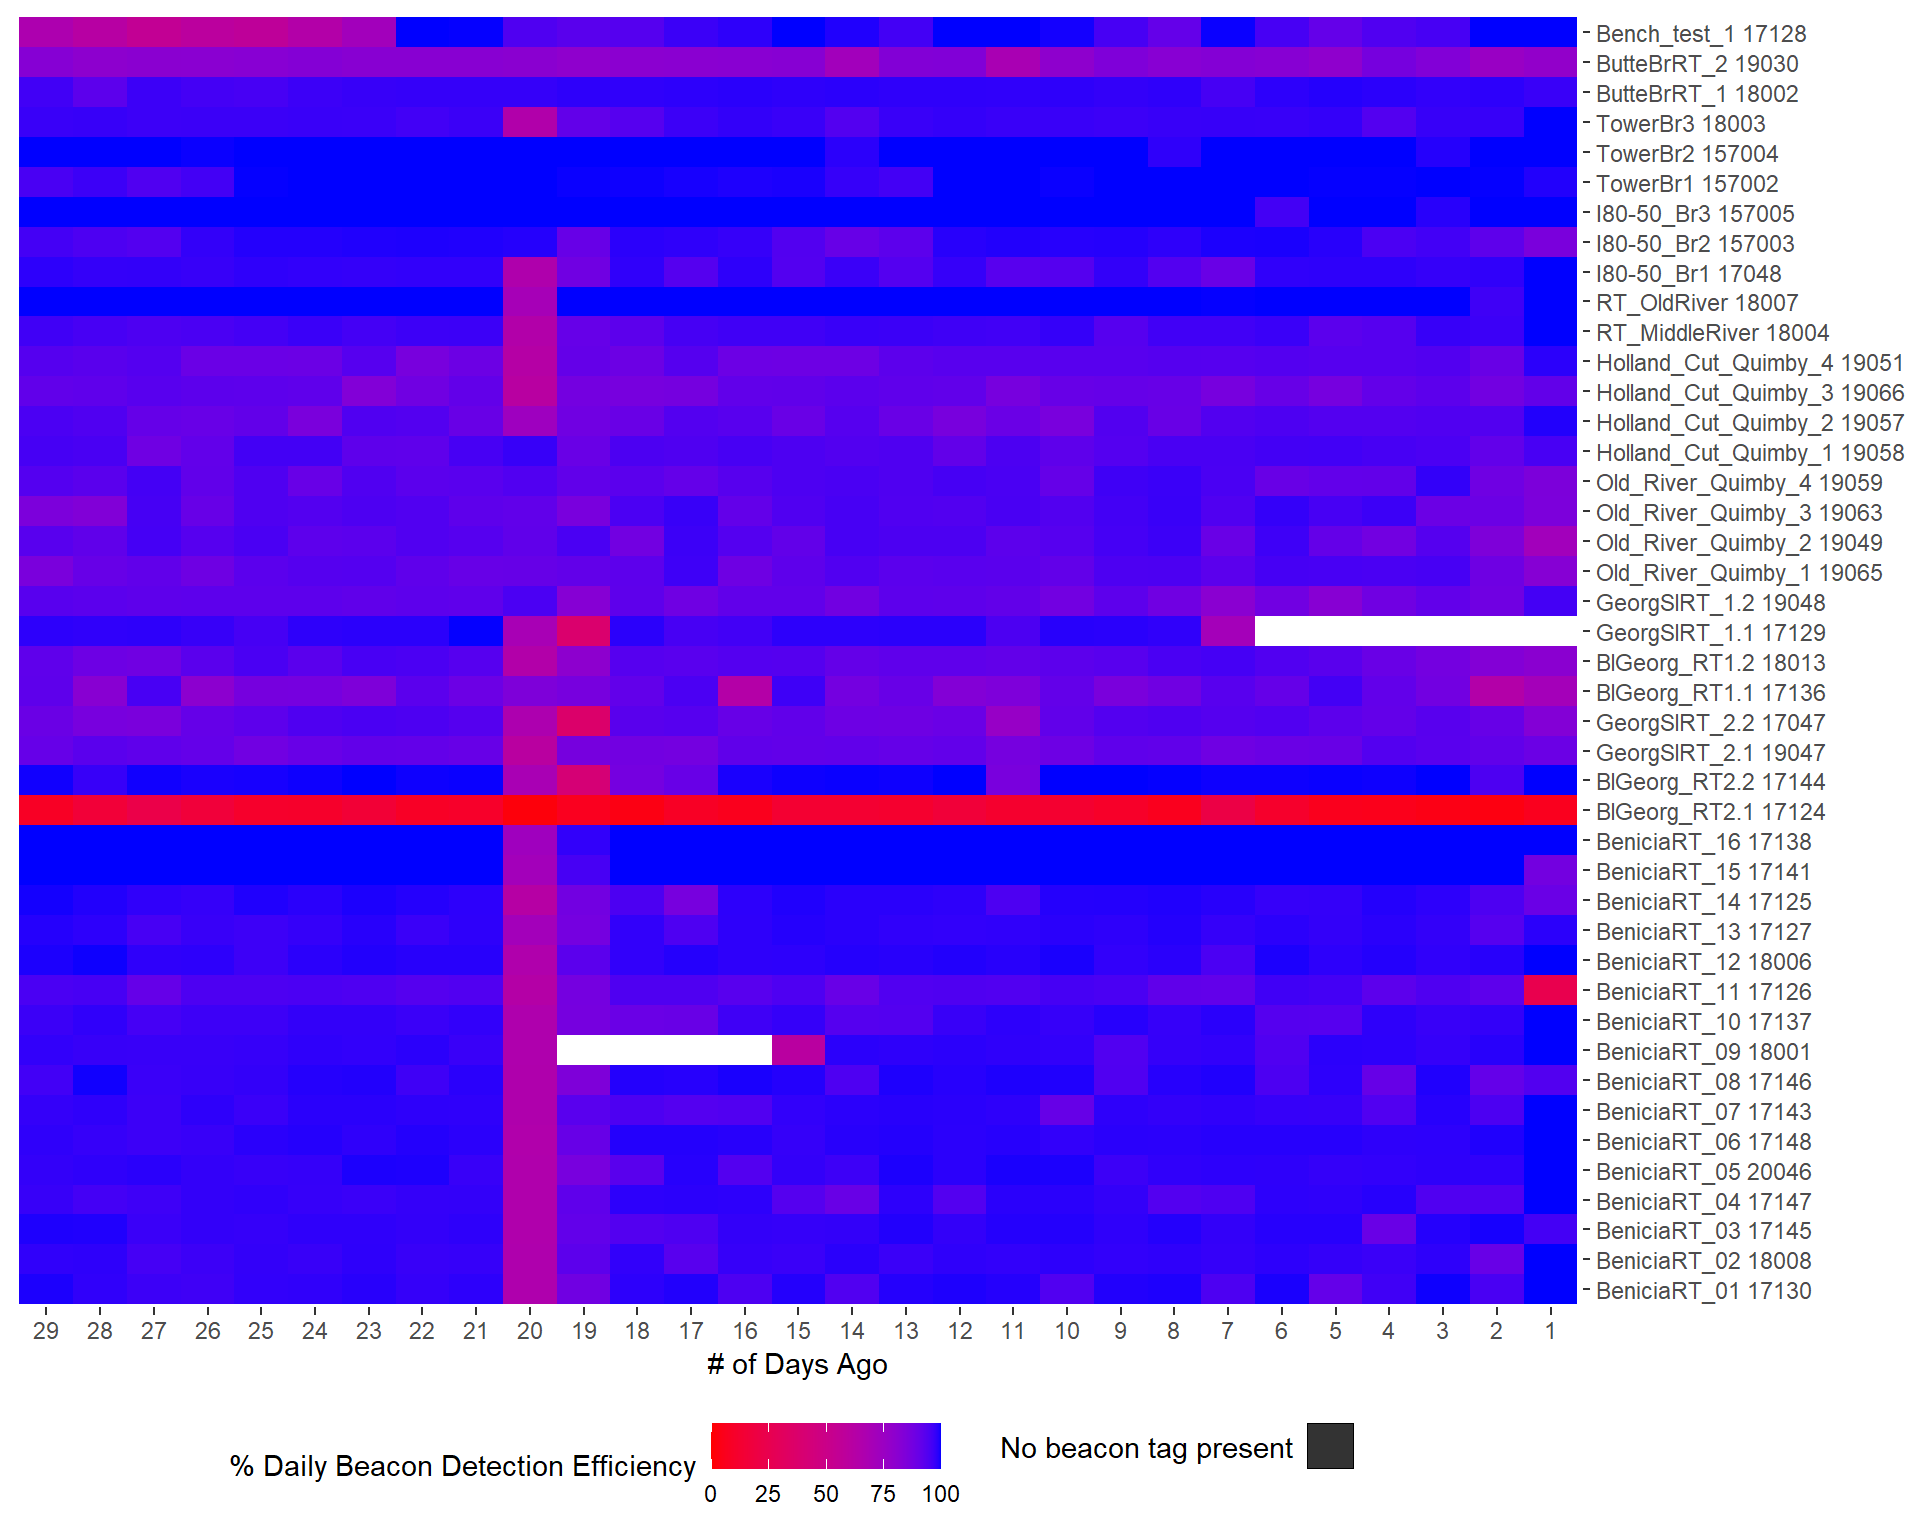 Bench_test_1 17128
ButteBrRT_2 19030
ButteBrRT_1 18002
TowerBr3 18003
TowerBr2 157004
TowerBr1 157002
I80-50_Br3 157005
I80-50_Br2 157003
I80-50_Br1 17048
RT_OldRiver 18007
RT_MiddleRiver 18004
Holland_Cut_Quimby_4 19051
Holland_Cut_Quimby_3 19066
Holland_Cut_Quimby_2 19057
Holland_Cut_Quimby_1 19058
Old_River_Quimby_4 19059
Old_River_Quimby_3 19063
Old_River_Quimby_2 19049
Old_River_Quimby_1 19065
GeorgSlRT_1.2 19048
GeorgSlRT_1.1 17129
BlGeorg_RT1.2 18013
BlGeorg_RT1.1 17136
GeorgSlRT_2.2 17047
GeorgSlRT_2.1 19047
BlGeorg_RT2.2 17144
BlGeorg_RT2.1 17124
BeniciaRT_16 17138
BeniciaRT_15 17141
BeniciaRT_14 17125
BeniciaRT_13 17127
BeniciaRT_12 18006
BeniciaRT_11 17126
BeniciaRT_10 17137
BeniciaRT_09 18001
BeniciaRT_08 17146
BeniciaRT_07 17143
BeniciaRT_06 17148
BeniciaRT_05 20046
BeniciaRT_04 17147
BeniciaRT_03 17145
BeniciaRT_02 18008
BeniciaRT_01 17130
29 28 27 26 25 24 23 22 21 20 19 18 17 16 15 14 13 12 11 10 9 8 7 6 5 4 3 2 1
# of Days Ago
% Daily Beacon Detection Efficiency
0 25 50 75 100
No beacon tag present